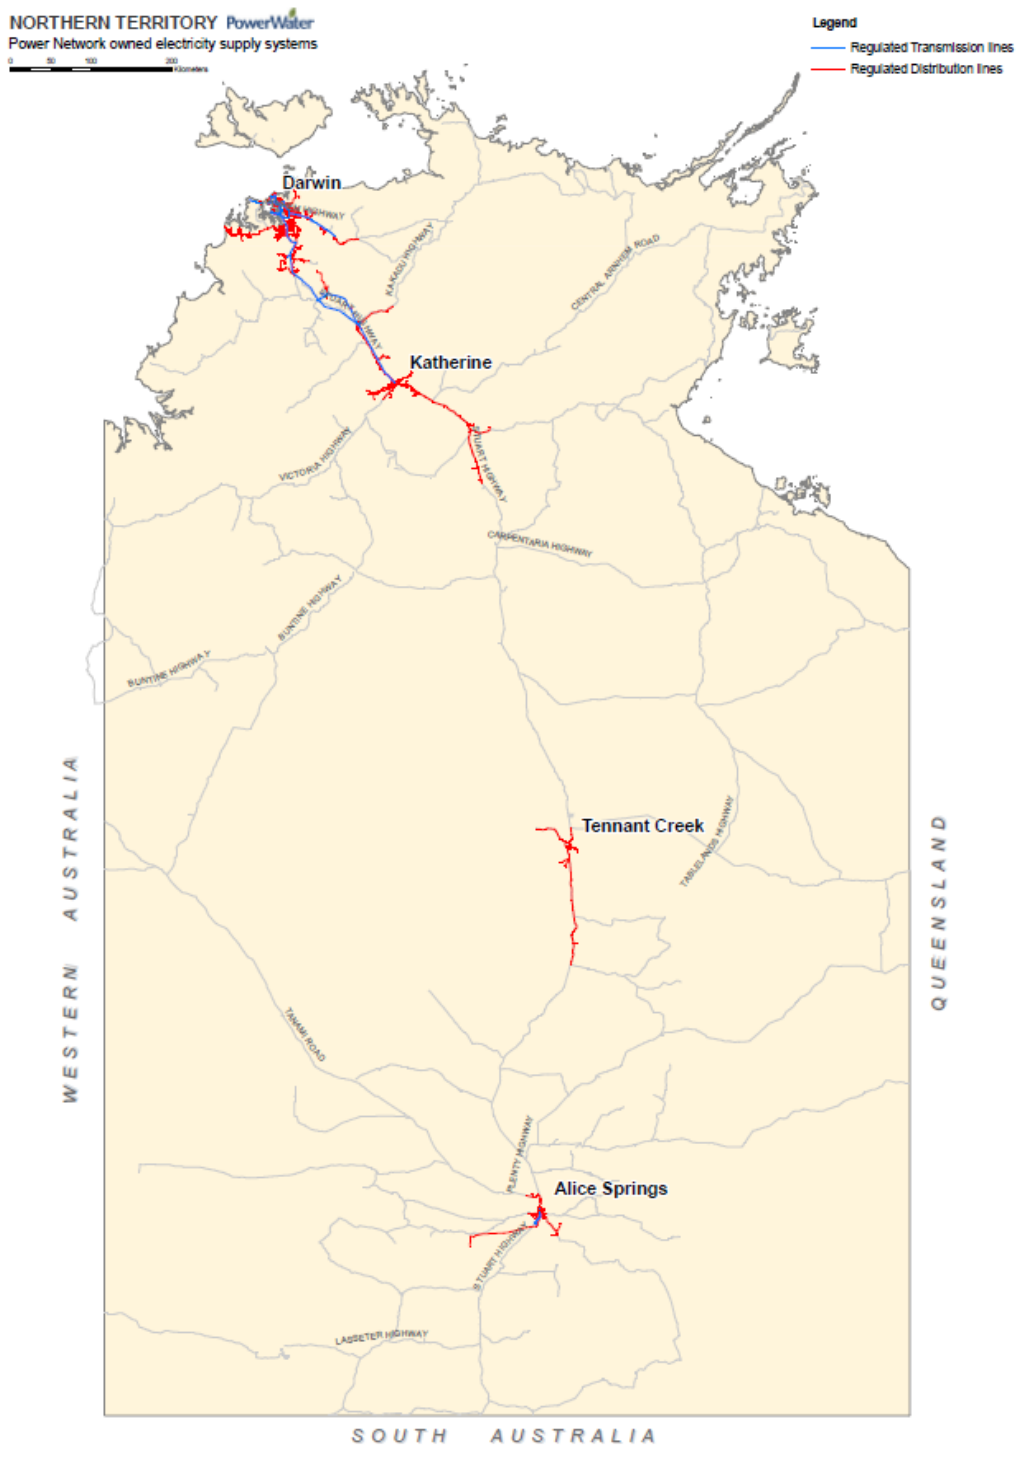 NORTHERN TERRITORY PowerWater
Power Network owned electricity supply systems
0 50 100 200
Kilometers
Legend
Regulated Transmission lines
Regulated Distribution lines
Darwin
HIGHWAY
KAKADU HIGHWAY
CENTRAL ARNHEM ROAD
STUART HIGHWAY
Katherine
VICTORIA HIGHWAY
STUART HIGHWAY
CARPENTARIA HIGHWAY
BUNTINE HIGHWAY
BUNTINE HIGHWAY
WESTERN AUSTRALIA
Tennant Creek
TABLELANDS HIGHWAY
QUEENSLAND
TANAMI ROAD
PLENTY HIGHWAY
Alice Springs
STUART HIGHWAY
LASSETER HIGHWAY
SOUTH AUSTRALIA